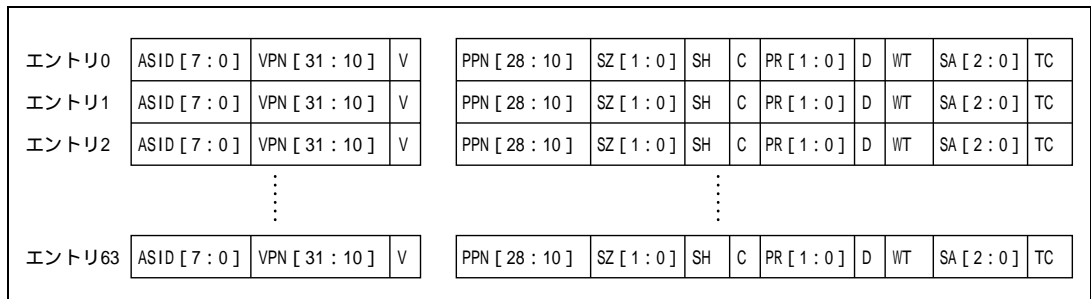 エントリ0 ASID[7:0] VPN[31:10] V PPN[28:10] SZ[1:0] SH C PR[1:0] D WT SA[2:0] TC
エントリ1 ASID[7:0] VPN[31:10] V PPN[28:10] SZ[1:0] SH C PR[1:0] D WT SA[2:0] TC
エントリ2 ASID[7:0] VPN[31:10] V PPN[28:10] SZ[1:0] SH C PR[1:0] D WT SA[2:0] TC
エントリ63 ASID[7:0] VPN[31:10] V PPN[28:10] SZ[1:0] SH C PR[1:0] D WT SA[2:0] TC